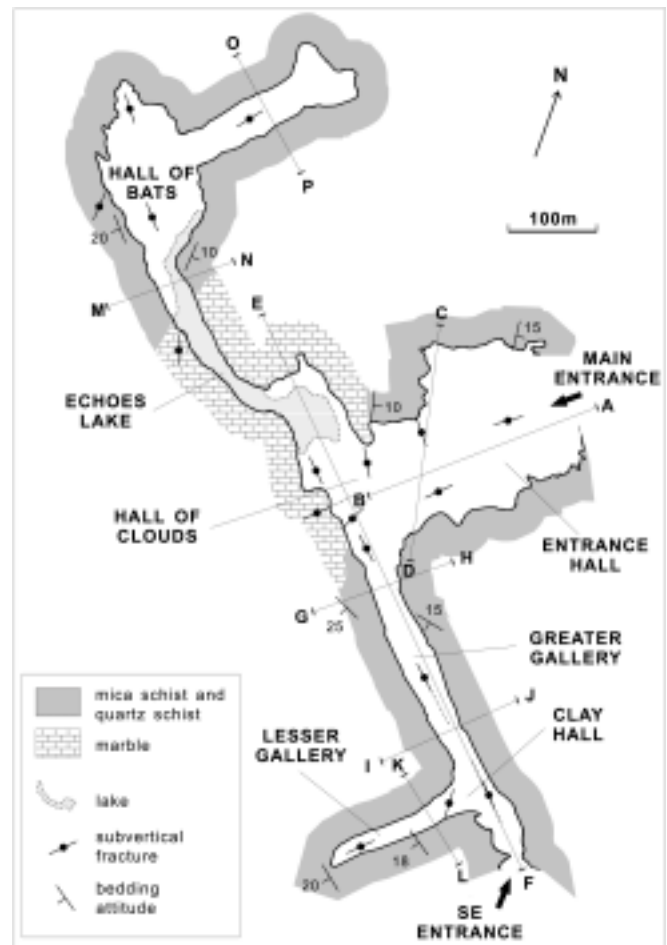 O
N
HALL OF
BATS
P
100m
20
10
N
M'
E
C
15
MAIN
ENTRANCE
ECHOES
LAKE
10
A
HALL OF
CLOUDS
B'
ENTRANCE
HALL
D
H
G
25
15
GREATER
GALLERY
J
CLAY
HALL
LESSER
GALLERY
I
K
18
20
L
F
SE
ENTRANCE
mica schist and
quartz schist
marble
lake
subvertical
fracture
bedding
attitude